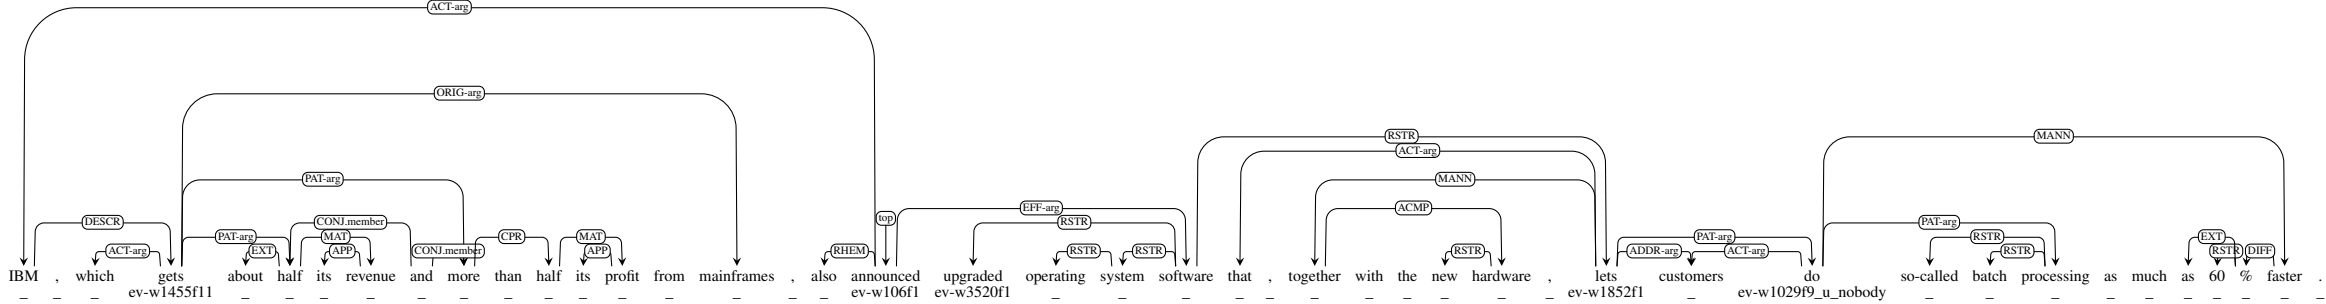 ACT-arg
ORIG-arg
RSTR MANN
ACT-arg
PAT-arg MANN
EFF-arg ACMP
top
DESCR CONJ.member RSTR PAT-arg
PAT-arg MAT CPR MAT PAT-arg RSTR EXT
ACT-arg EXT APP CONJ.member APP RHEM RSTR RSTR RSTR ADDR-arg ACT-arg RSTR RSTR DIFF
IBM , which gets about half its revenue and more than half its profit from mainframes , also announced upgraded operating system software that , together with the new hardware , lets customers do so-called batch processing as much as 60 % faster .
_ _ _ ev-w1455f11 _ _ _ _ _ _ _ _ _ _ _ _ _ _ ev-w106f1 ev-w3520f1 _ _ _ _ _ _ _ _ _ _ _ ev-w1852f1 _ ev-w1029f9_u_nobody _ _ _ _ _ _ _ _ _ _